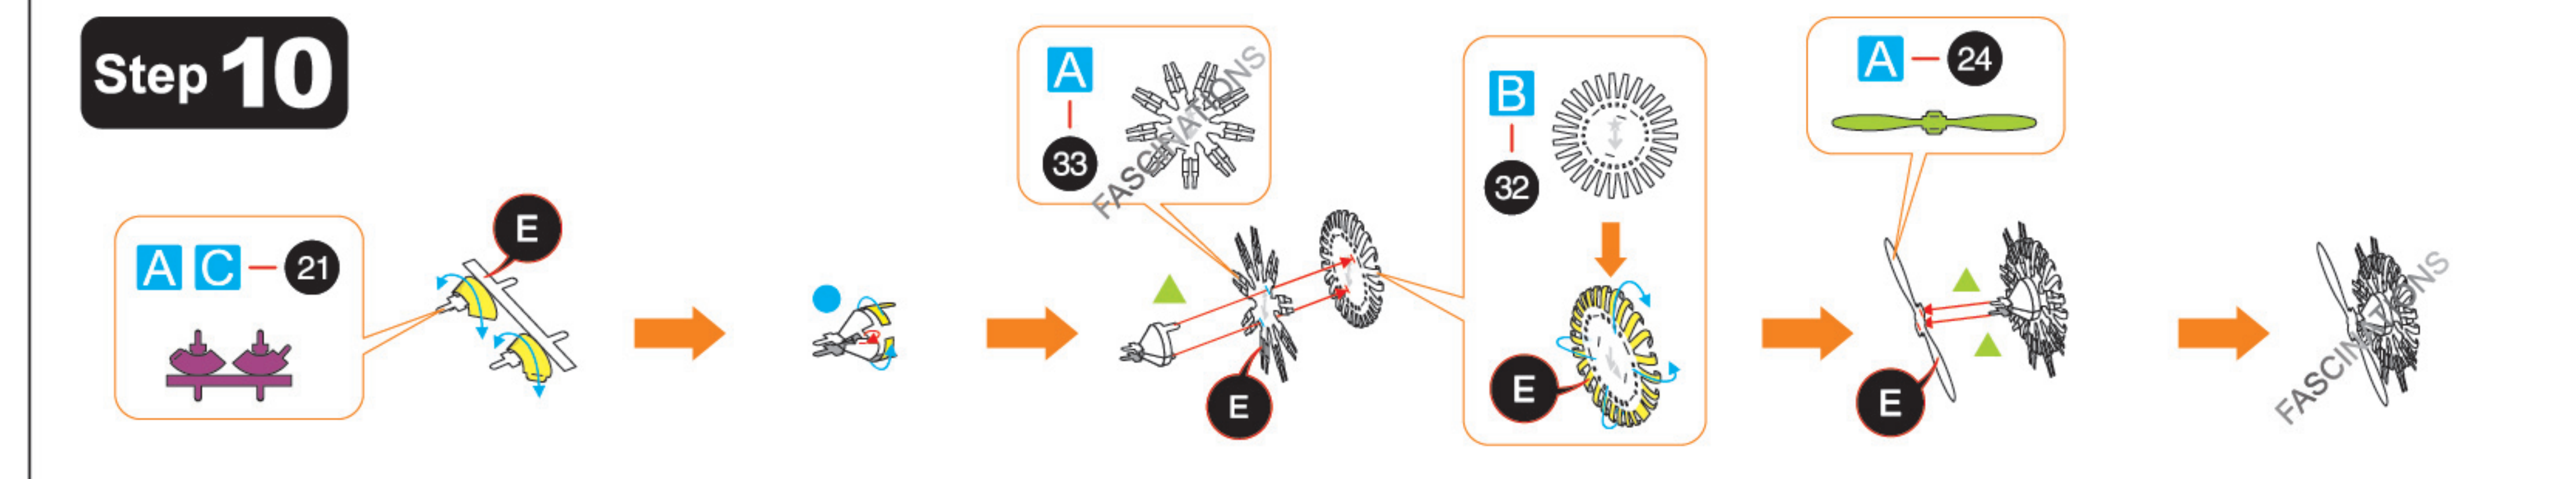 Step 10
A C 21
E
A
33
FASCINATIONS
E
B
32
E
A 24
E
FASCINATIONS